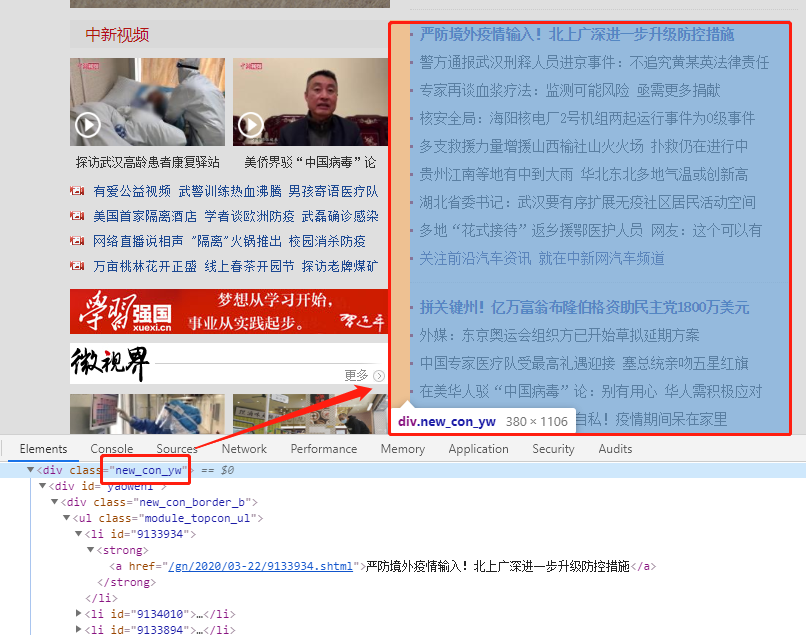 中新视频
探访武汉高龄患者康复驿站
美侨界驳“中国病毒”论
有爱公益视频 武警训练热血沸腾 男孩寄语医疗队
美国首家隔离酒店 学者谈欧洲防疫 武磊确诊感染
网络直播说相声 “隔离”火锅推出 校园消杀防疫
万亩桃林花开正盛 线上春茶开园节 探访老牌煤矿
学习强国
xuexi.cn
梦想从学习开始，
事业从实践起步。
微视界
更多
严防境外疫情输入！北上广深进一步升级防控措施
警方通报武汉刑释人员进京事件：不追究黄某英法律责任
专家再谈血浆疗法：监测可能风险 亟需更多捐献
核安全局：海阳核电厂2号机组两起运行事件为0级事件
多支救援力量增援山西榆社山火火场 扑救仍在进行中
贵州江南等地有中到大雨 华北东北多地气温或创新高
湖北省委书记：武汉要有序扩展无疫社区居民活动空间
多地“花式接待”返乡援鄂医护人员 网友：这个可以有
关注前沿汽车资讯 就在中新网汽车频道
拼关键州！亿万富翁布隆伯格资助民主党1800万美元
外媒：东京奥运会组织方已开始草拟延期方案
中国专家医疗队受最高礼遇迎接 塞总统亲吻五星红旗
在美华人驳“中国病毒”论：别有用心 华人需积极应对
自私！疫情期间呆在家里
div.new_con_yw 380 × 1106
Elements Console Sources Network Performance Memory Application Security Audits
<div class="new_con_yw"> == $0
<div id="yaowen1">
<div class="new_con_border_b">
<ul class="module_topcon_ul">
<li id="9133934">
<strong>
<a href="/gn/2020/03-22/9133934.shtml">严防境外疫情输入！北上广深进一步升级防控措施</a>
</strong>
</li>
<li id="9134010">…</li>
<li id="9133894">…</li>